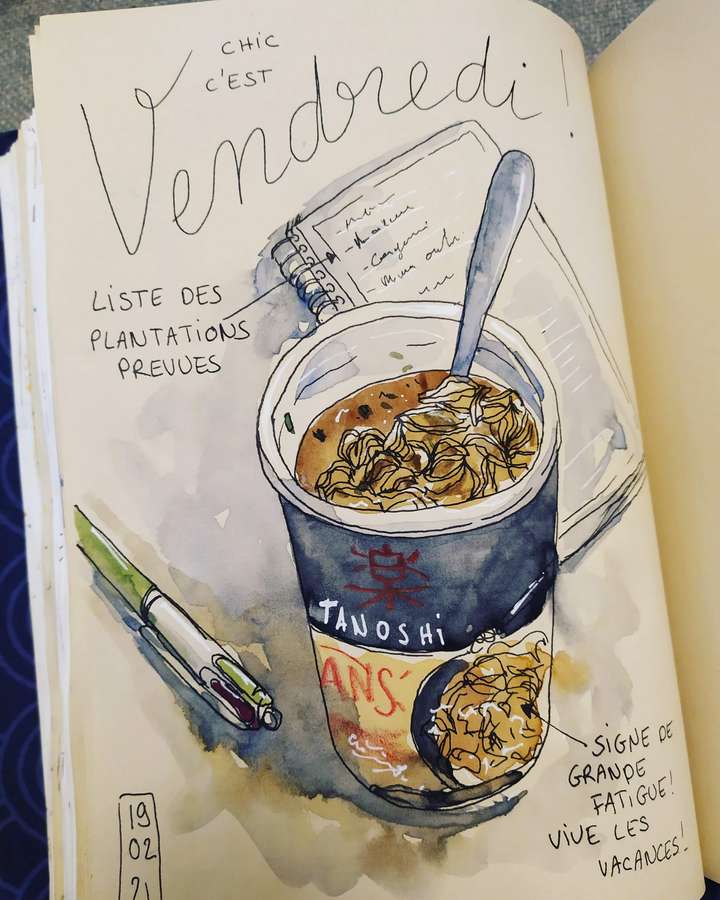 CHIC
C'EST
Vendredi !
LISTE DES
PLANTATIONS
PREVUES
楽
TANOSHI
ANS
SIGNE DE
GRANDE
FATIGUE!
VIVE LES
VACANCES!
19
02
21